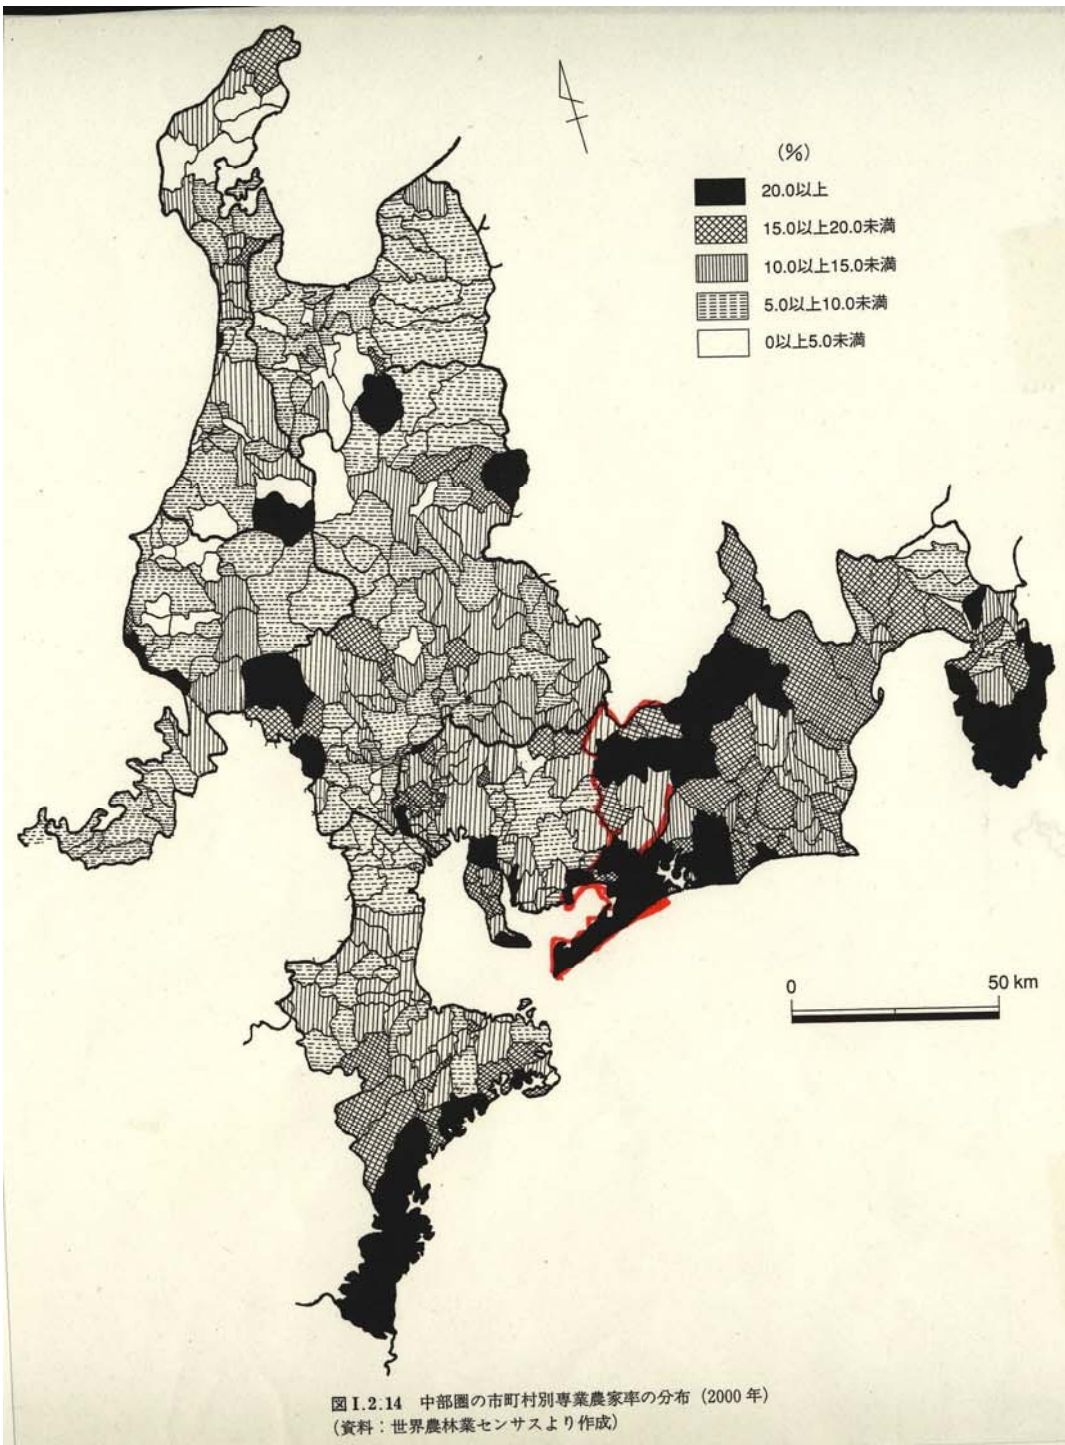 (%)
20.0以上
15.0以上20.0未満
10.0以上15.0未満
5.0以上10.0未満
0以上5.0未満
0 50 km
図I.2.14 中部圏の市町村別専業農家率の分布 (2000年)
(資料:世界農林業センサスより作成)